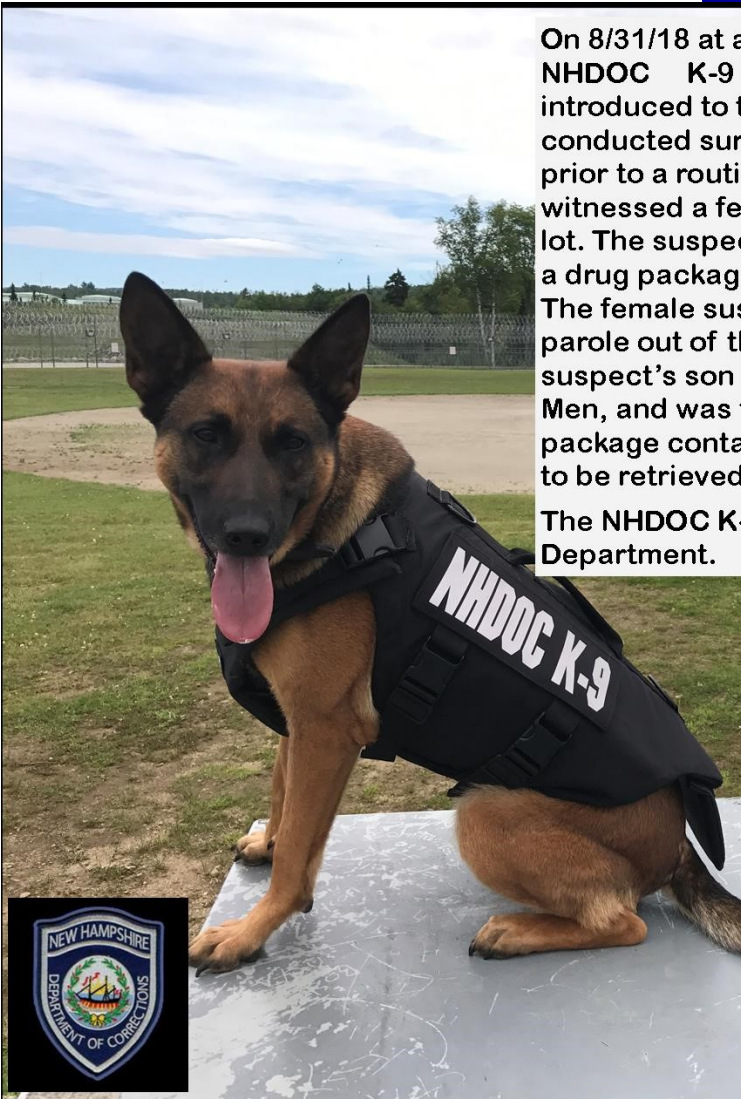 On 8/31/18 at a
NHDOC K-9
introduced to t
conducted sur
prior to a routi
witnessed a fe
lot. The suspec
a drug packag
The female sus
parole out of th
suspect's son
Men, and was
package conta
to be retrieved
The NHDOC K-
Department.
NHDOC K-9
NEW HAMPSHIRE
DEPARTMENT OF CORRECTIONS